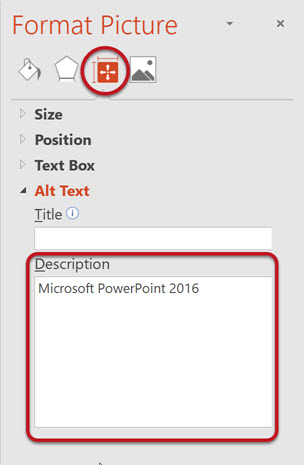 Format Picture
Size
Position
Text Box
Alt Text
Title
Description
Microsoft PowerPoint 2016